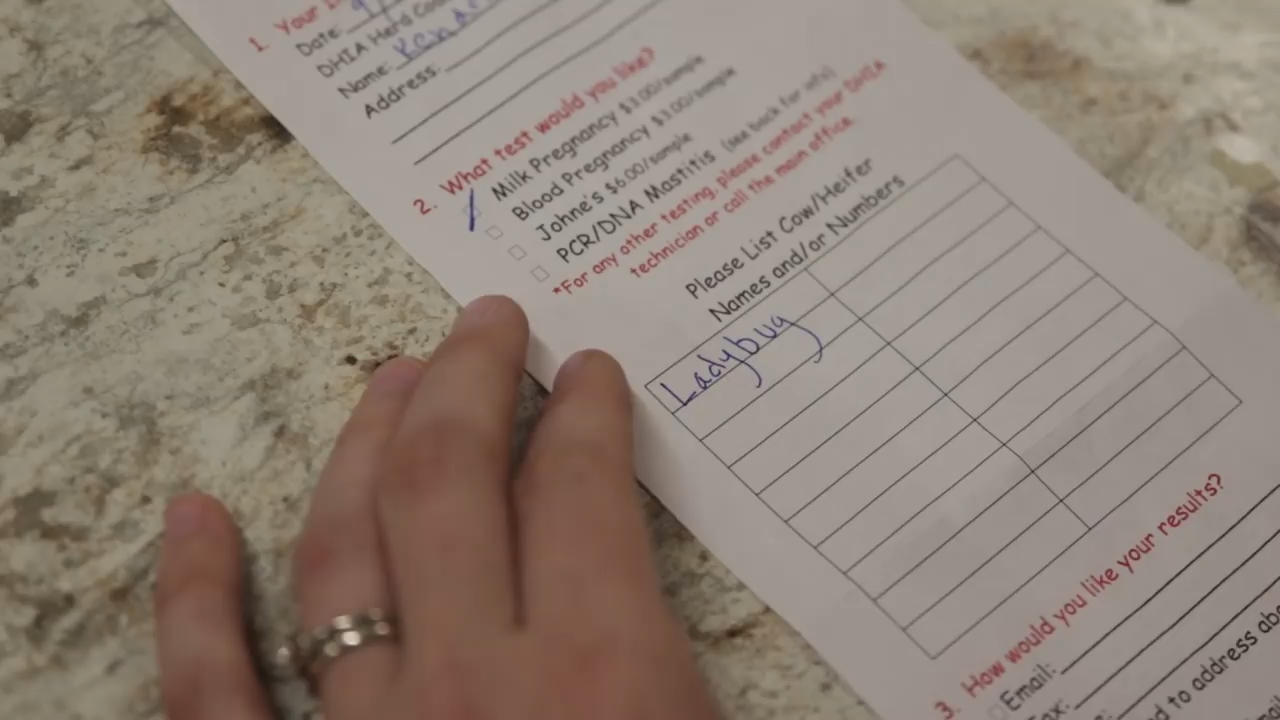 1. Your
Date:
DHIA Herd
Name:
Address:
2. What test would you like?
Milk Pregnancy $3.00/sample
Blood Pregnancy $3.00/sample
Johne's $6.00/sample
PCR/DNA Mastitis (see back for info)
*For any other testing, please contact your DHIA
technician or call the main office.
Please List Cow/Heifer
Names and/or Numbers
Ladybug
3. How would you like your results?
Email:
Fax:
to address